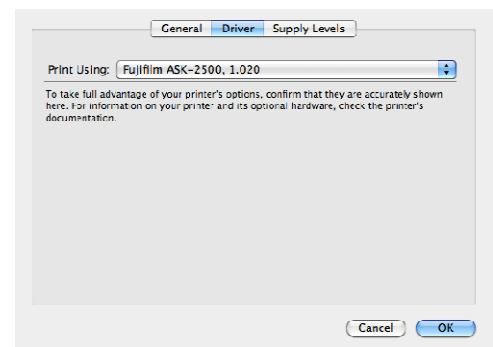 General Driver Supply Levels
Print Using: Fujifilm ASK-2500, 1.020
To take full advantage of your printer's options, confirm that they are accurately shown
here. For information on your printer and its optional hardware, check the printer's
documentation.
Cancel OK